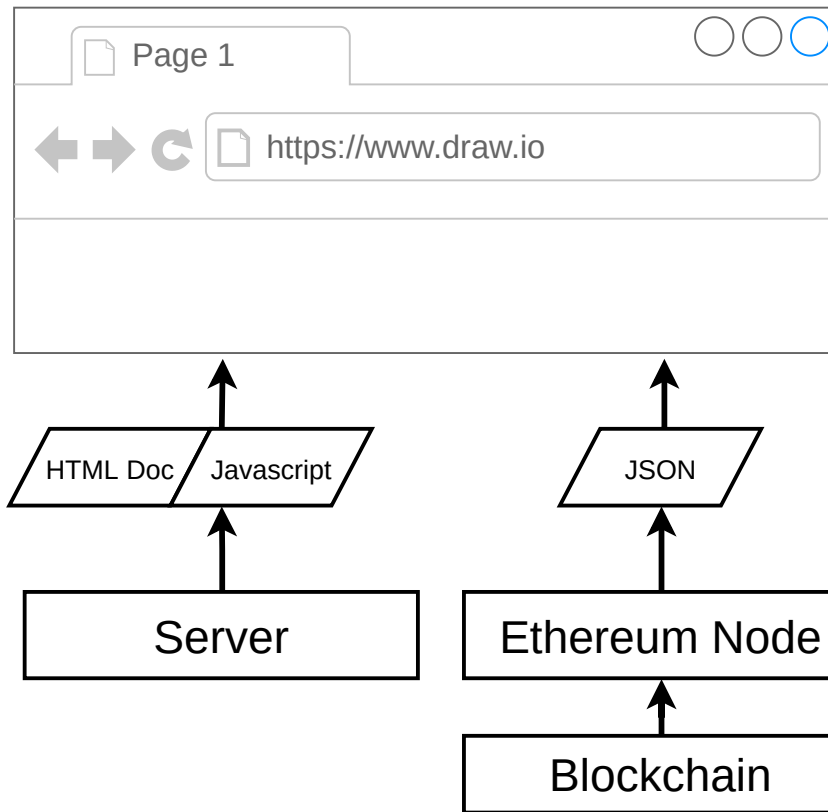 Page 1
https://www.draw.io
HTML Doc
Javascript
JSON
Server
Ethereum Node
Blockchain